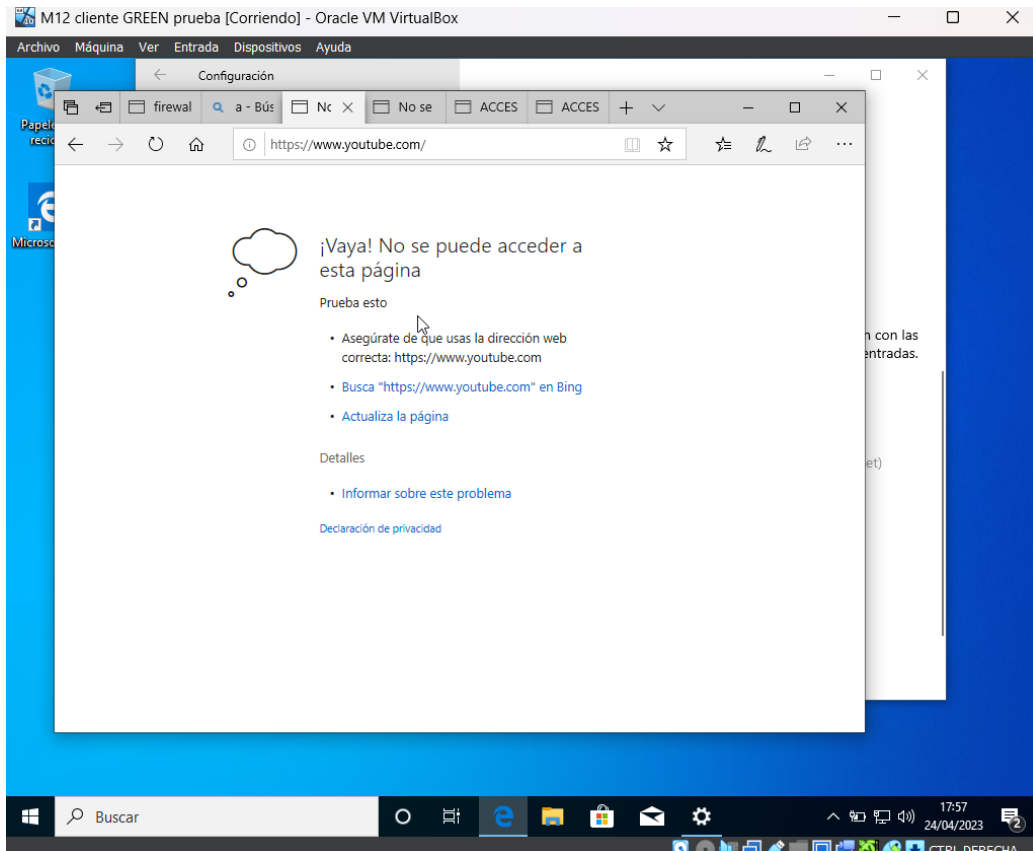 M12 cliente GREEN prueba [Corriendo] - Oracle VM VirtualBox
Archivo Máquina Ver Entrada Dispositivos Ayuda
Configuración
firewal a - Bús No se ACCES ACCES
https://www.youtube.com/
¡Vaya! No se puede acceder a
esta página
Prueba esto
• Asegúrate de que usas la dirección web
correcta: https://www.youtube.com
• Busca "https://www.youtube.com" en Bing
• Actualiza la página
Detalles
• Informar sobre este problema
Declaración de privacidad
Papele
recic
Microso
con las
entradas.
et)
Buscar
17:57
24/04/2023
2
CTRL DERECHA